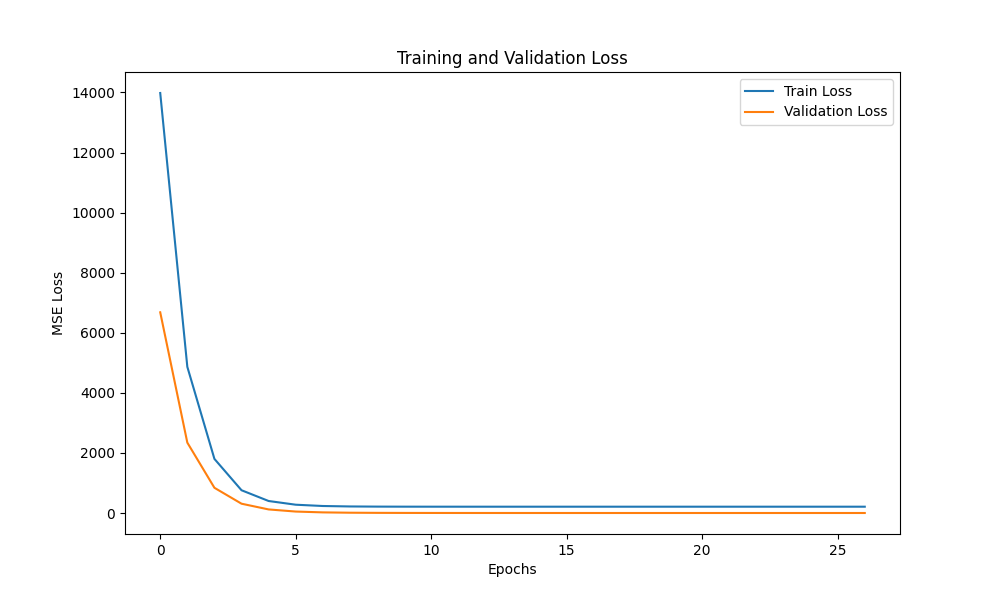 Training and Validation Loss
Train Loss
Validation Loss
14000
12000
10000
8000
6000
4000
2000
0
MSE Loss
0 5 10 15 20 25
Epochs